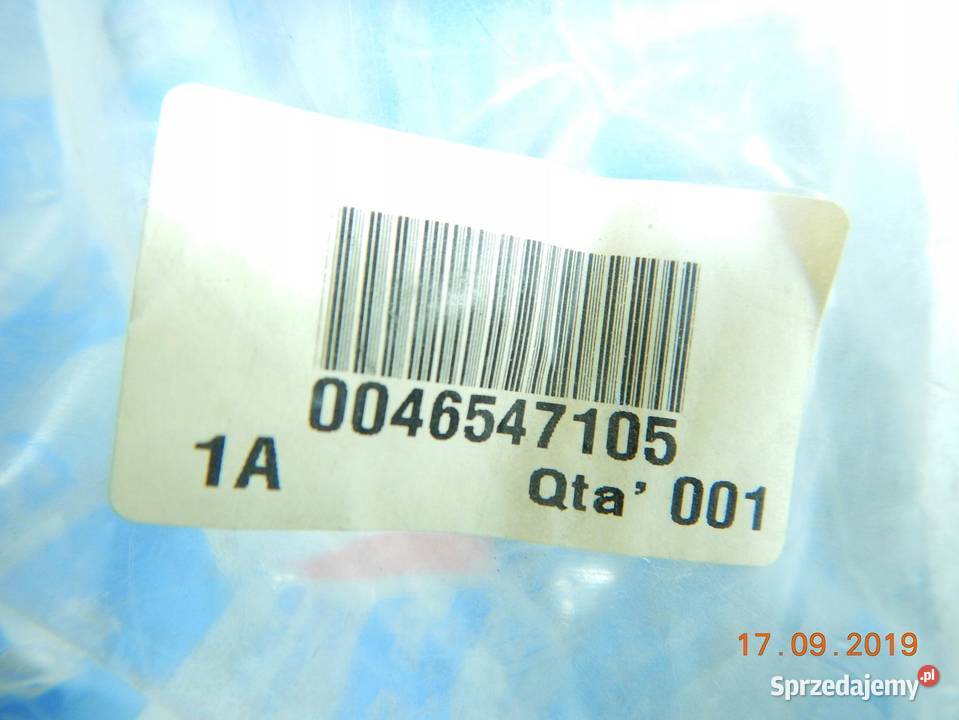 0046547105
1A Qta' 001
17.09.2019
Sprzedajemy.pl